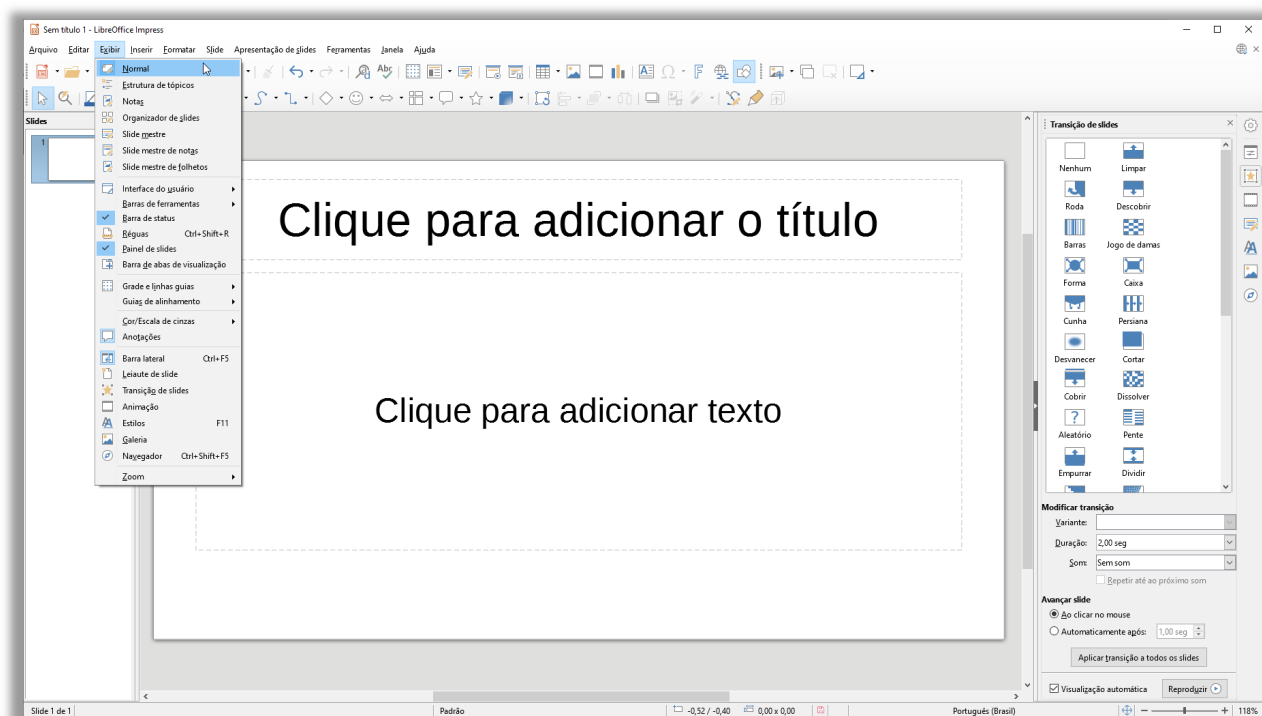 Sem título 1 - LibreOffice Impress
Arquivo Editar Exibir Inserir Formatar Slide Apresentação de slides Ferramentas Janela Ajuda
Normal
Estrutura de tópicos
Notas
Organizador de slides
Slide mestre
Slide mestre de notas
Slide mestre de folhetos
Interface do usuário
Barras de ferramentas
Barra de status
Réguas Ctrl+Shift+R
Painel de slides
Barra de abas de visualização
Grade e linhas guias
Guias de alinhamento
Cor/Escala de cinzas
Anotações
Barra lateral Ctrl+F5
Leiaute de slide
Transição de slides
Animação
Estilos F11
Galeria
Navegador Ctrl+Shift+F5
Zoom
Slides
1
Clique para adicionar o título
Clique para adicionar texto
Transição de slides
Nenhum Limpar
Roda Descobrir
Barras Jogo de damas
Forma Caixa
Cunha Persiana
Desvanecer Cortar
Cobrir Dissolver
Aleatório Pente
Empurrar Dividir
Modificar transição
Variante:
Duração: 2,00 seg
Som: Sem som
Repetir até ao próximo som
Avançar slide
Ao clicar no mouse
Automaticamente após: 1,00 seg
Aplicar transição a todos os slides
Visualização automática Reproduzir
Slide 1 de 1 Padrão -0,52 / -0,40 0,00 x 0,00 Português (Brasil) 118%